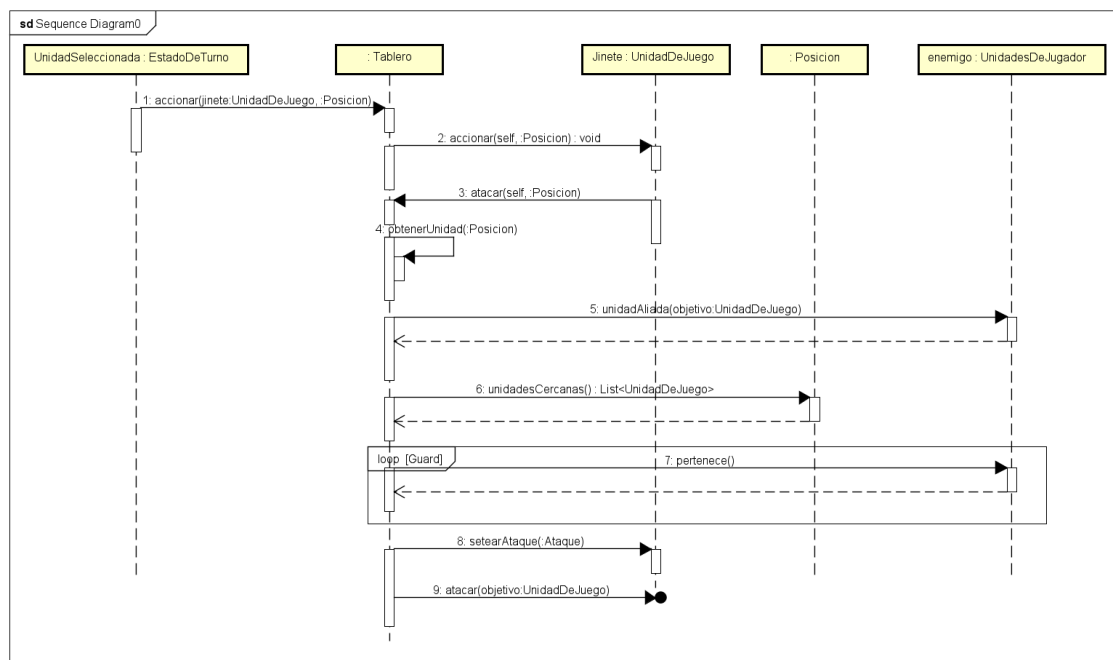 sd Sequence Diagram0
UnidadSeleccionada : EstadoDeTurno
: Tablero
Jinete : UnidadDeJuego
: Posicion
enemigo : UnidadesDeJugador
1: accionar(jinete:UnidadDeJuego, :Posicion)
2: accionar(self, :Posicion) : void
3: atacar(self, :Posicion)
4: obtenerUnidad(:Posicion)
5: unidadAliada(objetivo:UnidadDeJuego)
6: unidadesCercanas() : List<UnidadDeJuego>
loop [Guard]
7: pertenece()
8: setearAtaque(:Ataque)
9: atacar(objetivo:UnidadDeJuego)